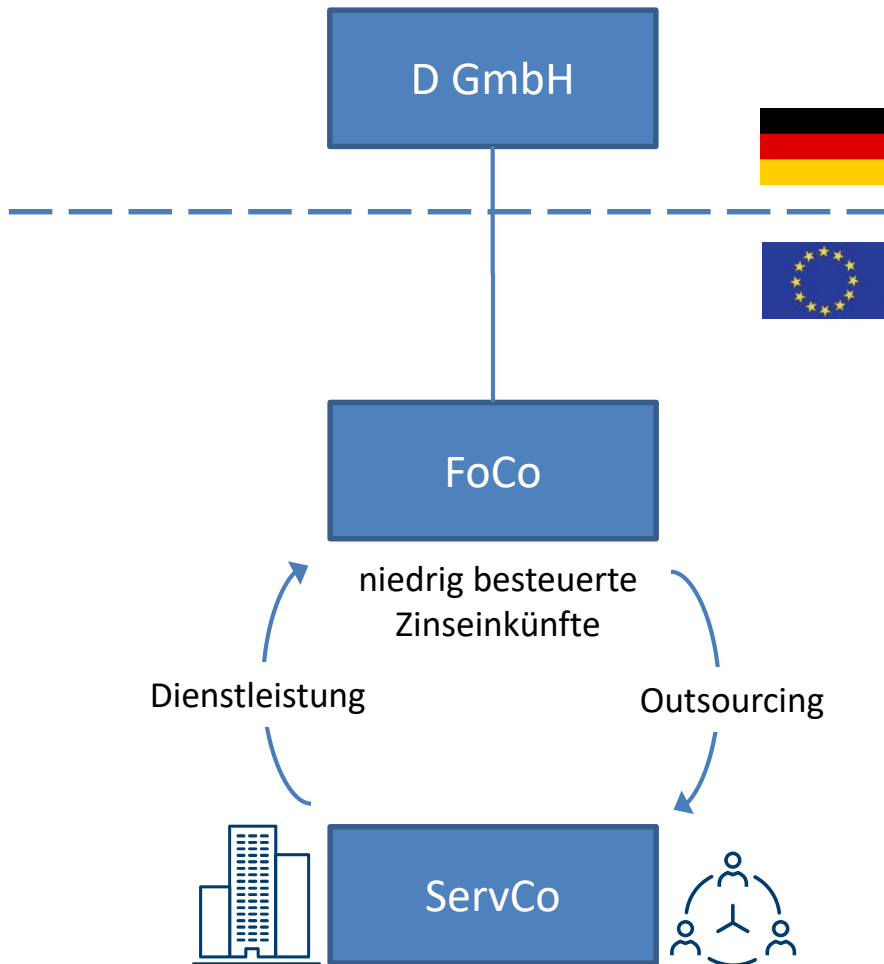 D GmbH
FoCo
niedrig besteuerte
Zinseinkünfte
Dienstleistung
Outsourcing
ServCo